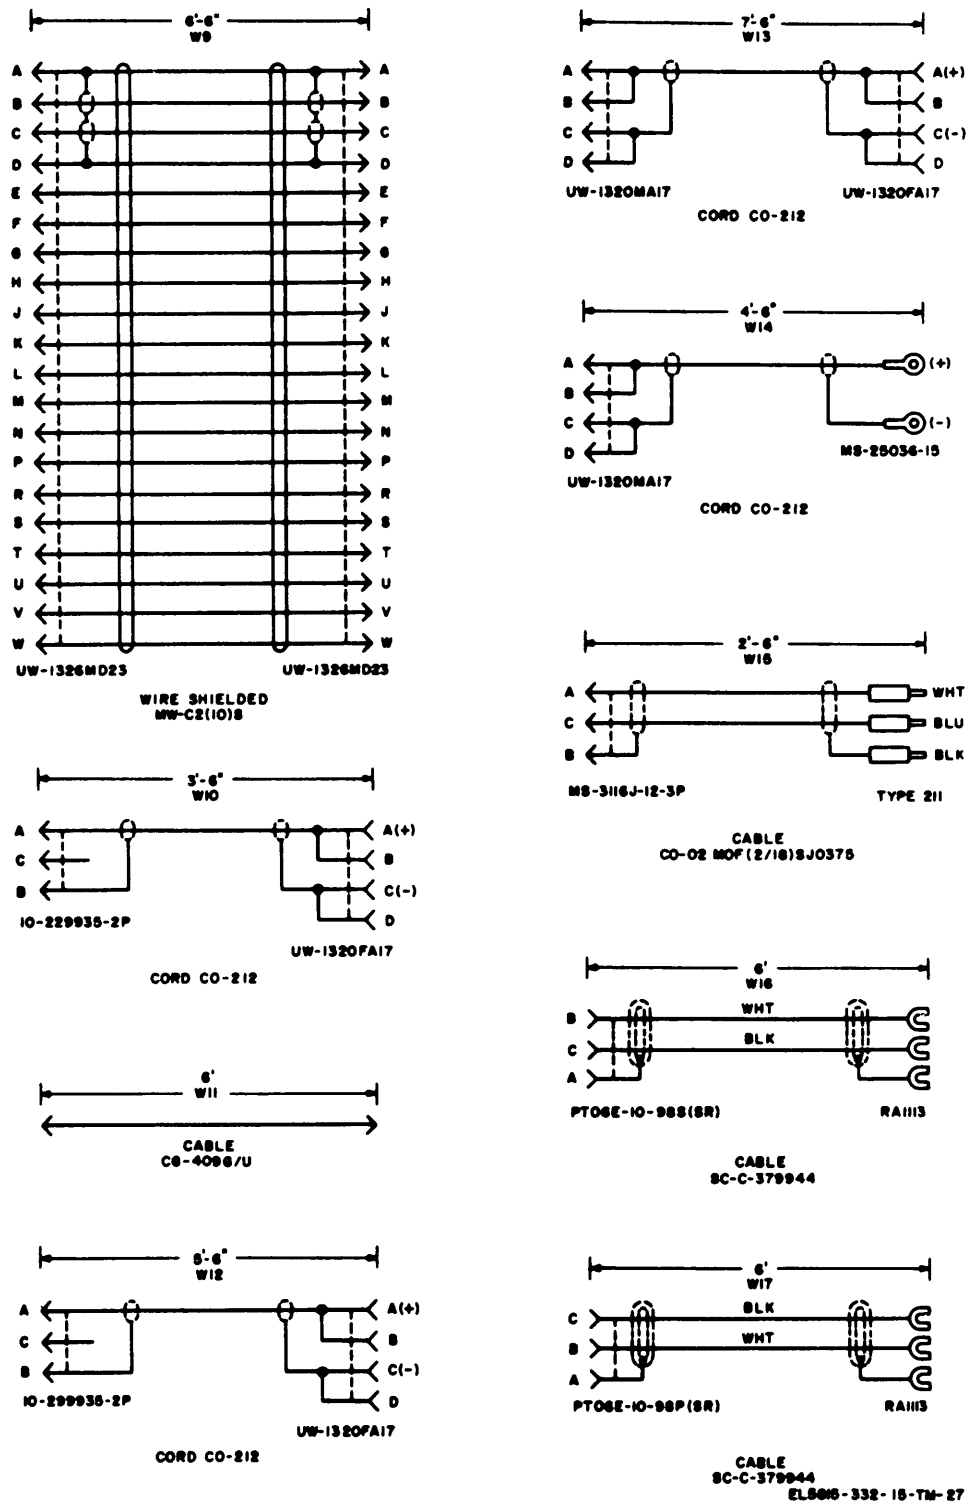 6'-6"
W9
A A
B B
C C
D D
E E
F F
G G
H H
J J
K K
L L
M M
N N
P P
R R
S S
T T
U U
V V
W W
UW-1326MD23 UW-1326MD23
WIRE SHIELDED
MW-C2(10)S
3'-6"
W10
A A(+)
C B
B C(-)
D
10-229935-2P
UW-1320FA17
CORD CO-212
6'
W11
CABLE
CG-409G/U
5'-6"
W12
A A(+)
C B
B C(-)
D
10-299935-2P
UW-1320FA17
CORD CO-212
7'-6"
W13
A A(+)
B B
C C(-)
D D
UW-1320MA17 UW-1320FA17
CORD CO-212
4'-6"
W14
A (+)
B
C (-)
D
MS-25036-15
UW-1320MA17
CORD CO-212
2'-6"
W15
A WHT
C BLU
B BLK
MS-3116J-12-3P TYPE 211
CABLE
CO-02 MOF(2/18)SJ0375
6'
W16
WHT
B
BLK
C
A
PT06E-10-98S(SR) RA1113
CABLE
SC-C-379944
6'
W17
BLK
C
WHT
B
A
PT06E-10-98P(SR) RA1113
CABLE
SC-C-379944
EL5815-332-15-TM-27